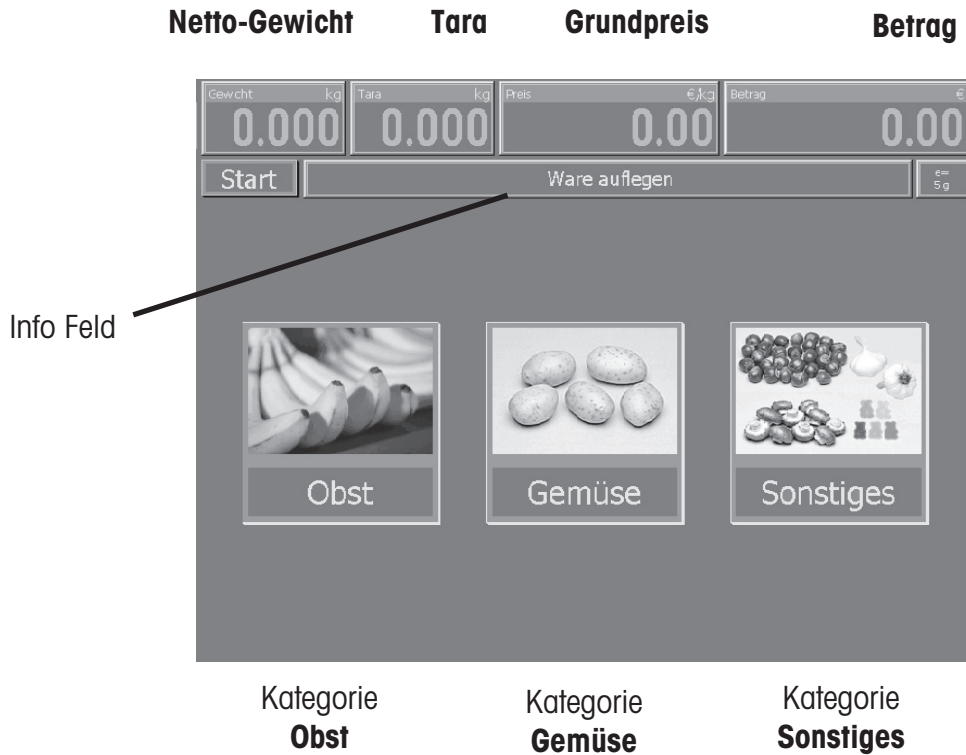 Netto-Gewicht Tara Grundpreis Betrag
Gewcht kg Tara kg Preis €/kg Betrag €
0.000 0.000 0.00 0.00
Start Ware auflegen e=
5 g
Info Feld
Obst Gemüse Sonstiges
Kategorie Kategorie Kategorie
Obst Gemüse Sonstiges